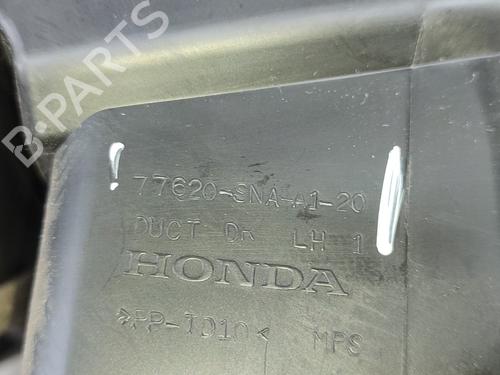 77620-SNA-A1-20
DUCT Dr LH 1
HONDA
>PP-TD10< MPS
B-PARTS